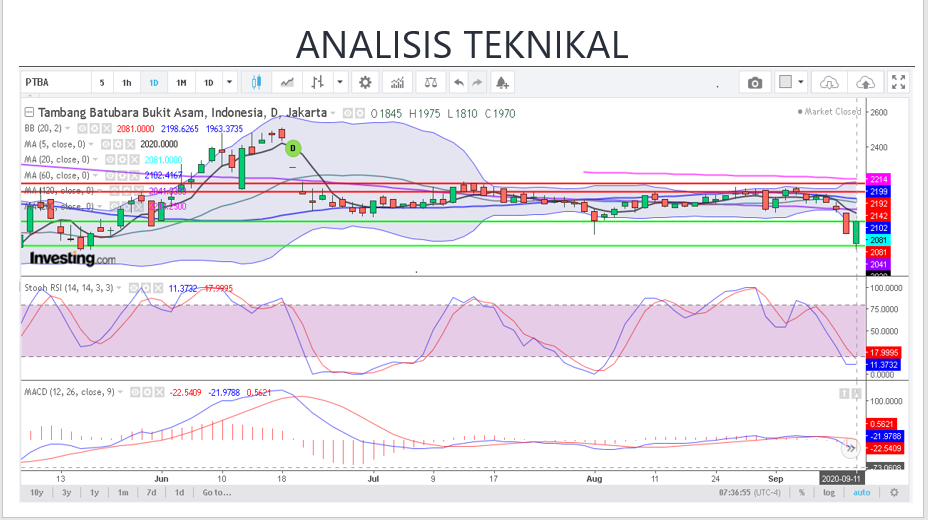 ANALISIS TEKNIKAL
PTBA 5 1h 1D 1M 1D
Tambang Batubara Bukit Asam, Indonesia, D, Jakarta O1845 H1975 L1810 C1970
Market Closed
BB (20, 2) 2081.0000 2198.6265 1963.3735
MA (5, close, 0) 2020.0000
MA (20, close, 0) 2081.0000
MA (60, close, 0) 2102.4167
MA (120, close, 0)
close, 0)
D
2600
2400
2214
2199
2192
2142
2102
2081
2081
2041
Investing.com
Stoch RSI (14, 14, 3, 3) 11.3732 17.9995
75.0000
50.0000
17.9995
11.3732
0.0000
MACD (12, 26, close, 9) -22.5409 -21.9788 0.5621
100.0000
0.5621
-21.9788
-22.5409
-73.0608
13 Jun 8 18 Jul 9 17 Aug 11 24 Sep 2020-09-11
10y 3y 1y 1m 7d 1d Go to... 07:36:55 (UTC-4) % log auto